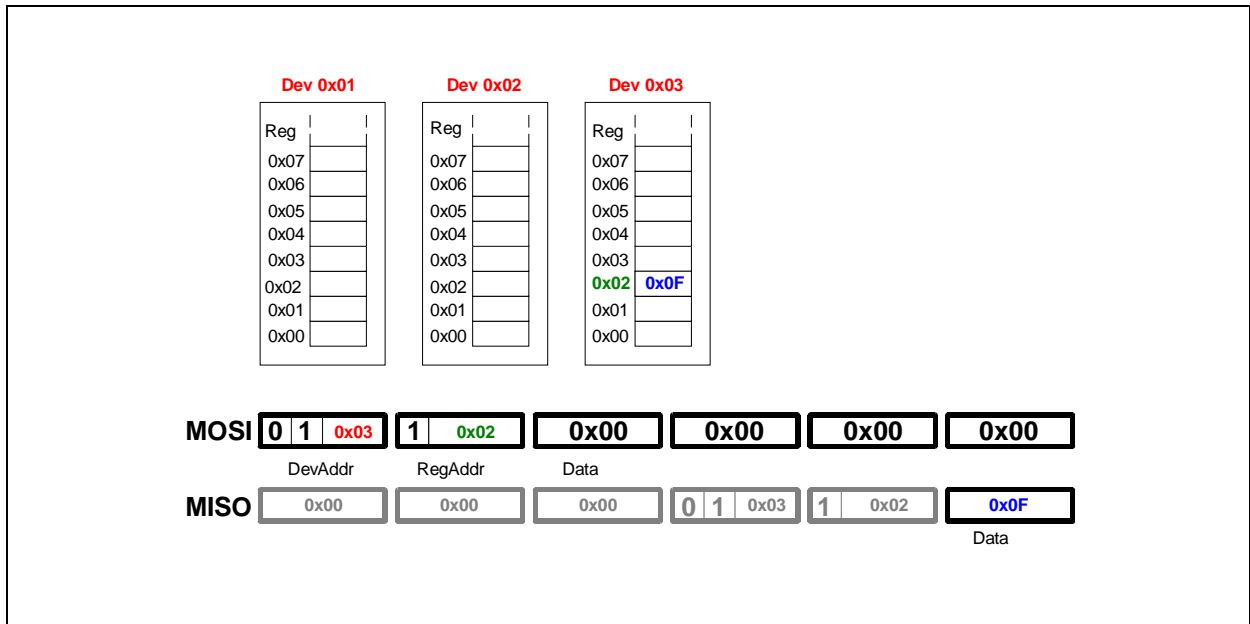 Dev 0x01 Dev 0x02 Dev 0x03
Reg Reg Reg
0x07 0x07 0x07
0x06 0x06 0x06
0x05 0x05 0x05
0x04 0x04 0x04
0x03 0x03 0x03
0x02 0x02 0x02 0x0F
0x01 0x01 0x01
0x00 0x00 0x00
MOSI 0 1 0x03 1 0x02 0x00 0x00 0x00 0x00
DevAddr RegAddr Data
MISO 0x00 0x00 0x00 0 1 0x03 1 0x02 0x0F
Data